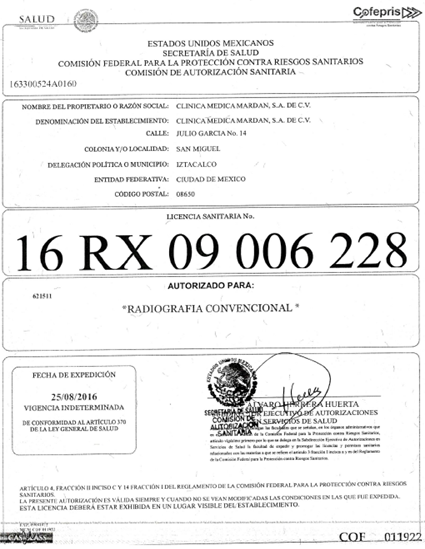 SALUD
Cofepris
ESTADOS UNIDOS MEXICANOS
SECRETARÍA DE SALUD
COMISIÓN FEDERAL PARA LA PROTECCIÓN CONTRA RIESGOS SANITARIOS
COMISIÓN DE AUTORIZACIÓN SANITARIA
163300524A0160
NOMBRE DEL PROPIETARIO O RAZÓN SOCIAL: CLINICA MEDICA MARDAN, S.A. DE C.V.
DENOMINACIÓN DEL ESTABLECIMIENTO: CLINICA MEDICA MARDAN, S.A. DE C.V.
CALLE: JULIO GARCIA No. 14
COLONIA Y/O LOCALIDAD: SAN MIGUEL
DELEGACIÓN POLÍTICA O MUNICIPIO: IZTACALCO
ENTIDAD FEDERATIVA: CIUDAD DE MEXICO
CÓDIGO POSTAL: 08650
LICENCIA SANITARIA No.
16 RX 09 006 228
AUTORIZADO PARA:
621511
*RADIOGRAFIA CONVENCIONAL *
FECHA DE EXPEDICIÓN
25/08/2016
VIGENCIA INDETERMINADA
DE CONFORMIDAD AL ARTÍCULO 370
DE LA LEY GENERAL DE SALUD
SECRETARÍA DE SALUD
COMISIÓN DE
AUTORIZACIÓN
SANITARIA
ALVARO HERRERA HUERTA
EJECUTIVO DE AUTORIZACIONES
EN SERVICIOS DE SALUD
ARTÍCULO 4, FRACCIÓN II INCISO C Y 14 FRACCIÓN I DEL REGLAMENTO DE LA COMISIÓN FEDERAL PARA LA PROTECCIÓN CONTRA RIESGOS
SANITARIOS.
LA PRESENTE AUTORIZACIÓN ES VÁLIDA SIEMPRE Y CUANDO NO SE VEAN MODIFICADAS LAS CONDICIONES EN LAS QUE FUE EXPEDIDA.
ESTA LICENCIA DEBERÁ ESTAR EXHIBIDA EN UN LUGAR VISIBLE DEL ESTABLECIMIENTO.
COF 011922